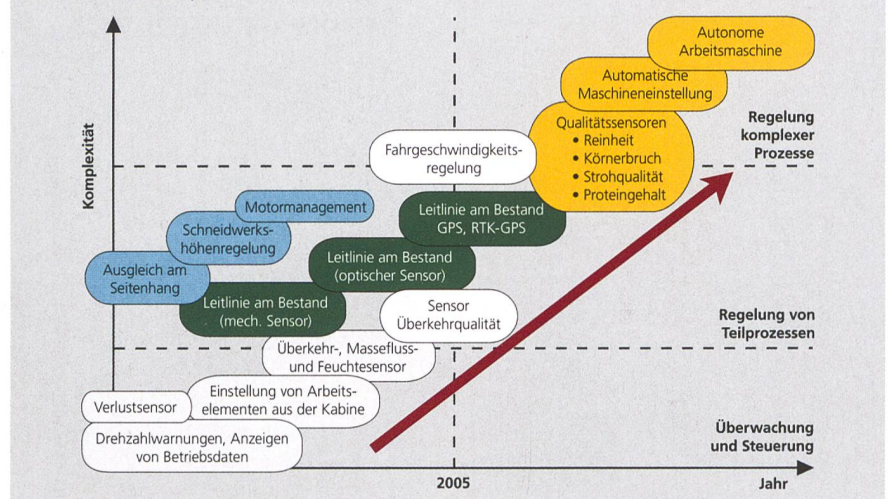 Autonome
Arbeitsmaschine
Automatische
Maschineneinstellung
Qualitätssensoren
• Reinheit
• Körnerbruch
• Strohqualität
• Proteingehalt
Regelung
komplexer
Prozesse
Komplexität
Fahrgeschwindigkeits-
regelung
Motormanagement
Leitlinie am Bestand
GPS, RTK-GPS
Schneidwerks-
höhenregelung
Leitlinie am Bestand
(optischer Sensor)
Ausgleich am
Seitenhang
Leitlinie am Bestand
(mech. Sensor)
Sensor
Überkehrqualität
Regelung von
Teilprozessen
Überkehr-, Massefluss-
und Feuchtesensor
Einstellung von Arbeits-
elementen aus der Kabine
Verlustsensor
Drehzahlwarnungen, Anzeigen
von Betriebsdaten
Überwachung
und Steuerung
2005
Jahr